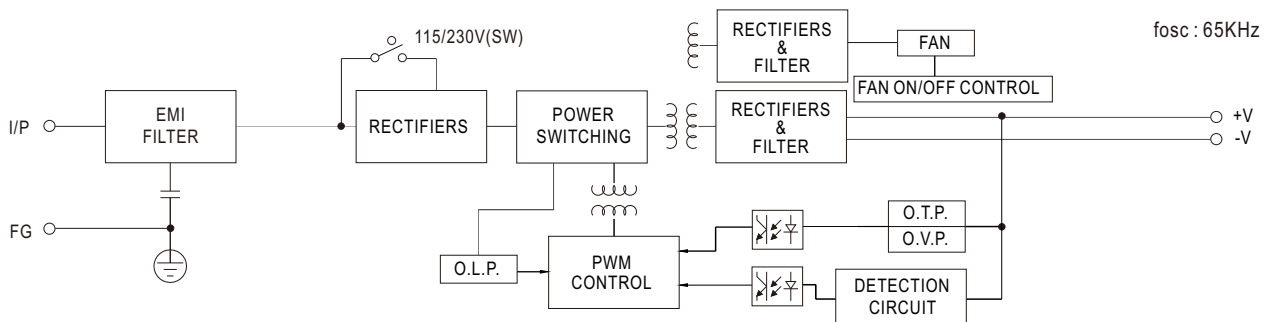 115/230V(SW)
RECTIFIERS
&
FILTER
FAN
fosc : 65KHz
FAN ON/OFF CONTROL
I/P
EMI
FILTER
RECTIFIERS
POWER
SWITCHING
RECTIFIERS
&
FILTER
+V
-V
FG
O.L.P.
PWM
CONTROL
O.T.P.
O.V.P.
DETECTION
CIRCUIT